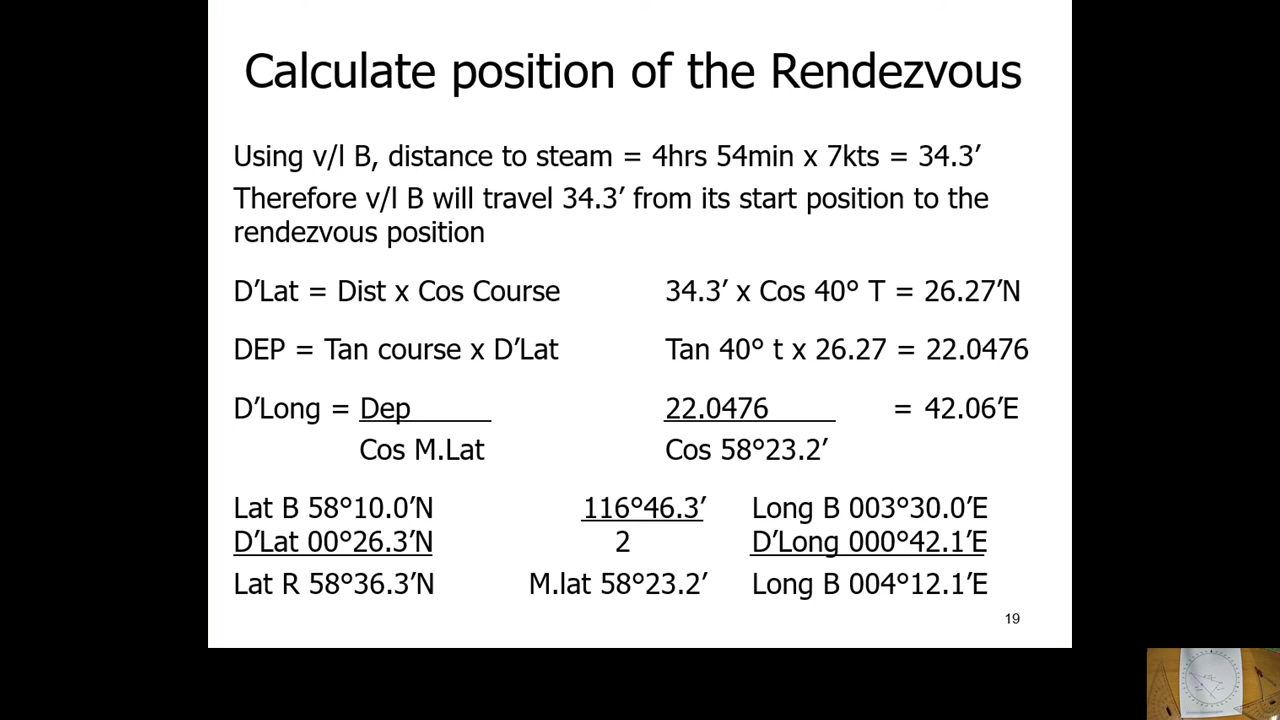 Calculate position of the Rendezvous
Using v/l B, distance to steam = 4hrs 54min x 7kts = 34.3’
Therefore v/l B will travel 34.3’ from its start position to the
rendezvous position
D’Lat = Dist x Cos Course 34.3’ x Cos 40° T = 26.27’N
DEP = Tan course x D’Lat Tan 40° t x 26.27 = 22.0476
D’Long = Dep 22.0476 = 42.06’E
Cos M.Lat Cos 58°23.2’
Lat B 58°10.0’N 116°46.3’ Long B 003°30.0’E
D’Lat 00°26.3’N 2 D’Long 000°42.1’E
Lat R 58°36.3’N M.lat 58°23.2’ Long B 004°12.1’E
19